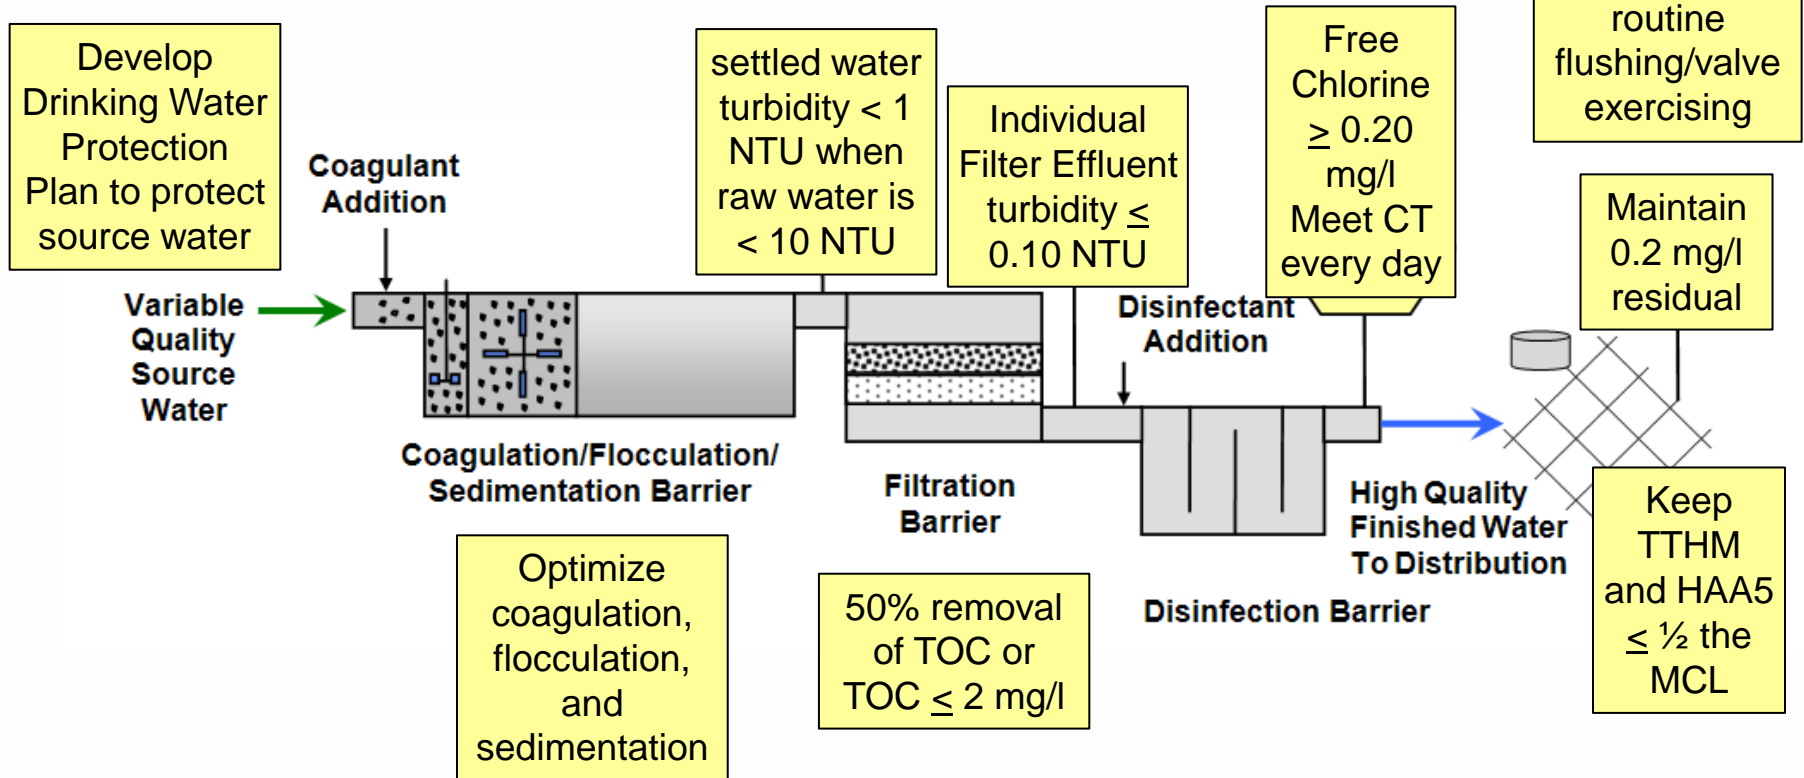 Develop
Drinking Water
Protection
Plan to protect
source water
Coagulant
Addition
Variable
Quality
Source
Water
settled water
turbidity < 1
NTU when
raw water is
< 10 NTU
Individual
Filter Effluent
turbidity ≤
0.10 NTU
Free
Chlorine
≥ 0.20
mg/l
Meet CT
every day
routine
flushing/valve
exercising
Maintain
0.2 mg/l
residual
Disinfectant
Addition
Coagulation/Flocculation/
Sedimentation Barrier
Filtration
Barrier
High Quality
Finished Water
To Distribution
Disinfection Barrier
Optimize
coagulation,
flocculation,
and
sedimentation
50% removal
of TOC or
TOC ≤ 2 mg/l
Keep
TTHM
and HAA5
≤ ½ the
MCL